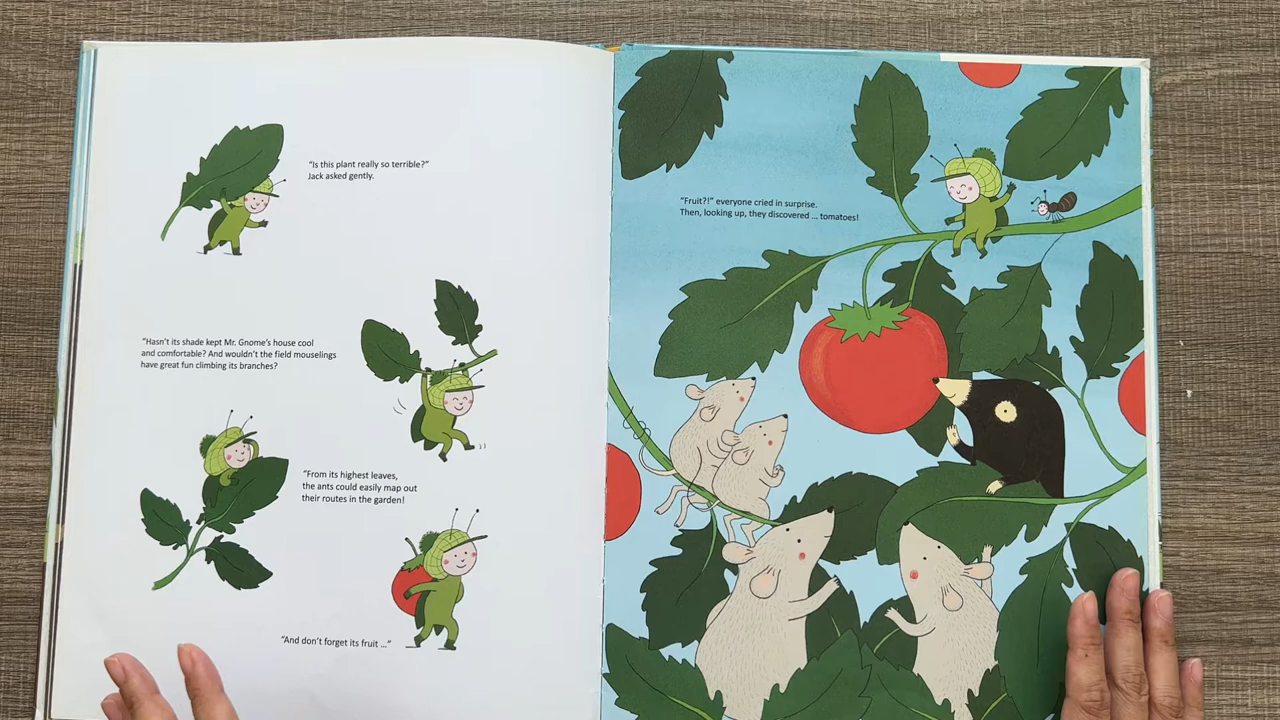 “Is this plant really so terrible?”
Jack asked gently.
“Hasn’t its shade kept Mr. Gnome’s house cool
and comfortable? And wouldn’t the field mouselings
have great fun climbing its branches?
“From its highest leaves,
the ants could easily map out
their routes in the garden!
“And don’t forget its fruit ...”
“Fruit?!” everyone cried in surprise.
Then, looking up, they discovered ... tomatoes!